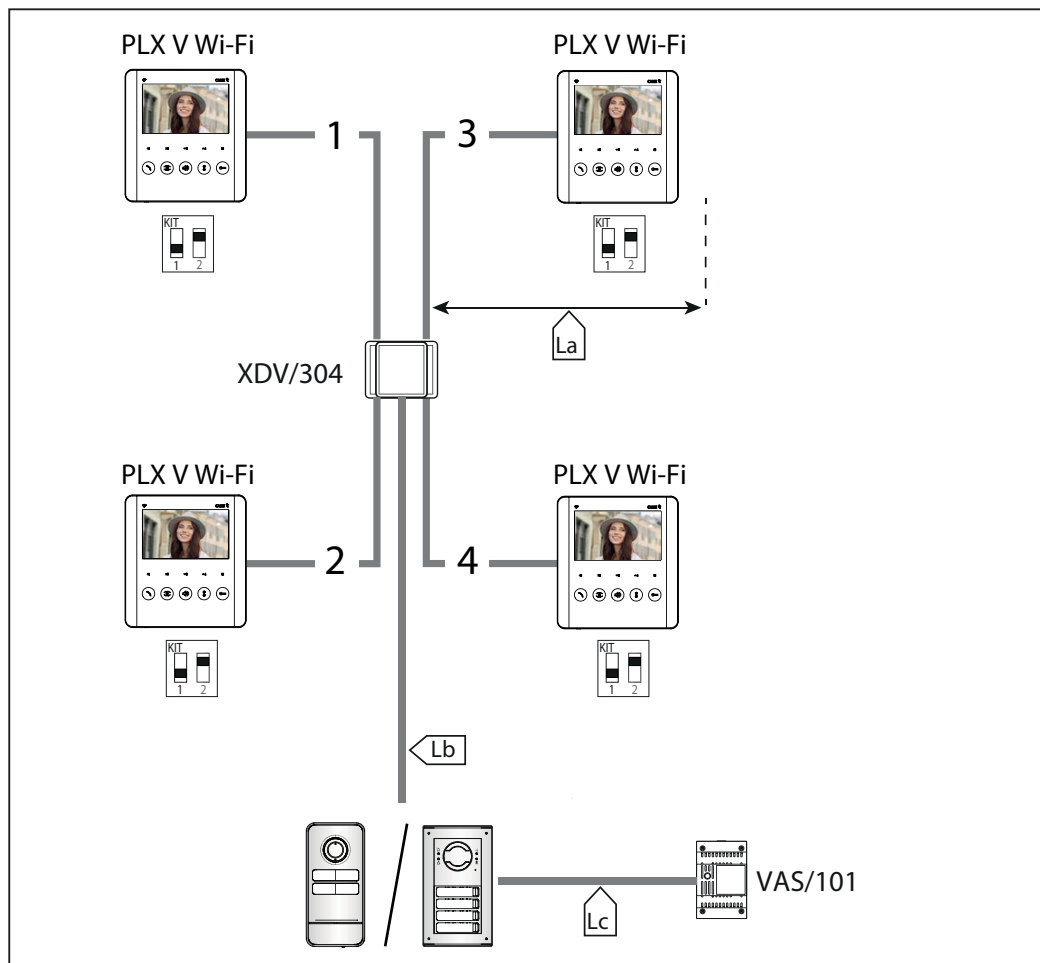 PLX V Wi-Fi
PLX V Wi-Fi
1
3
KIT
1 2
KIT
1 2
La
XDV/304
PLX V Wi-Fi
PLX V Wi-Fi
2
4
KIT
1 2
KIT
1 2
Lb
VAS/101
Lc